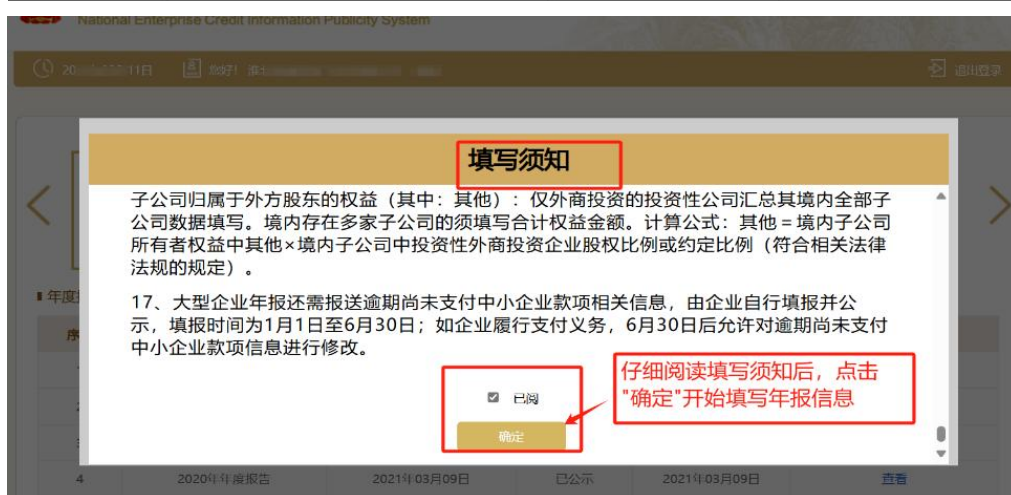 National Enterprise Credit Information Publicity System
20 11日 您好! 退出登录
填写须知
子公司归属于外方股东的权益（其中：其他）：仅外商投资的投资性公司汇总其境内全部子
公司数据填写。境内存在多家子公司的须填写合计权益金额。计算公式：其他＝境内子公司
所有者权益中其他×境内子公司中投资性外商投资企业股权比例或约定比例（符合相关法律
法规的规定）。
年度
17、大型企业年报还需报送逾期尚未支付中小企业款项相关信息，由企业自行填报并公
示，填报时间为1月1日至6月30日；如企业履行支付义务，6月30日后允许对逾期尚未支付
中小企业款项信息进行修改。
序
仔细阅读填写须知后，点击
"确定"开始填写年报信息
已阅
确定
4 2020年年度报告 2021年03月09日 已公示 2021年03月09日 查看